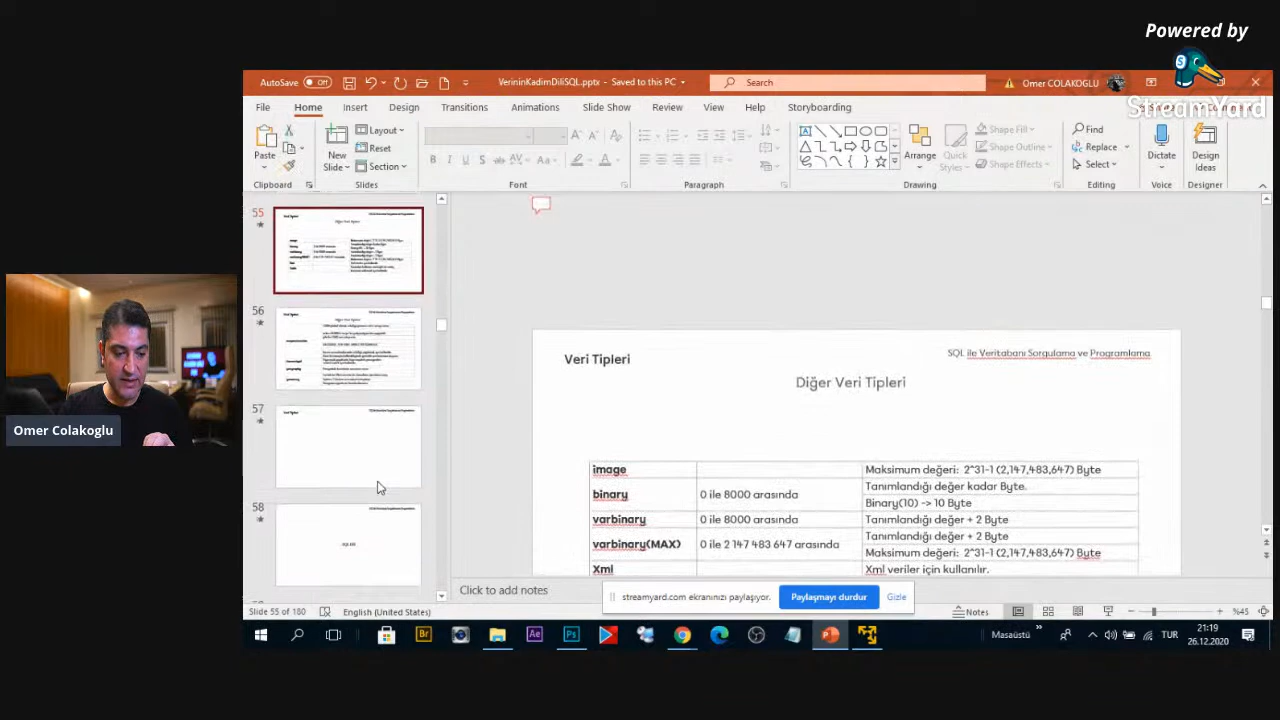 Powered by
StreamYard
AutoSave Off
VerininKadimDiliSQL.pptx - Saved to this PC
Search
Omer COLAKOGLU
File Home Insert Design Transitions Animations Slide Show Review View Help Storyboarding
Paste
New
Slide
Layout
Reset
Section
Arrange
Quick
Styles
Shape Fill
Shape Outline
Shape Effects
Find
Replace
Select
Dictate
Design
Ideas
Clipboard Slides Font Paragraph Drawing Editing Voice Designer
55
56
57
58
Veri Tipleri
SQL ile Veritabanı Sorgulama ve Programlama
Diğer Veri Tipleri
image Maksimum değeri: 2^31-1 (2,147,483,647) Byte
binary 0 ile 8000 arasında Tanımlandığı değer kadar Byte.
Binary(10) -> 10 Byte
varbinary 0 ile 8000 arasında Tanımlandığı değer + 2 Byte
varbinary(MAX) 0 ile 2 147 483 647 arasında Tanımlandığı değer + 2 Byte
Maksimum değeri: 2^31-1 (2,147,483,647) Byte
Xml Xml veriler için kullanılır.
Omer Colakoglu
Click to add notes
streamyard.com ekranınızı paylaşıyor.
Paylaşmayı durdur
Gizle
Slide 55 of 180
English (United States)
Notes
%45
Masaüstü
TUR
21:19
26.12.2020